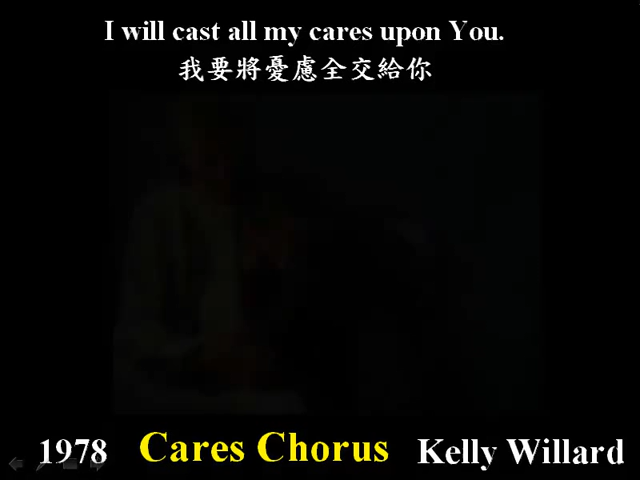 I will cast all my cares upon You.
我要將憂慮全交給你
1978 Cares Chorus Kelly Willard